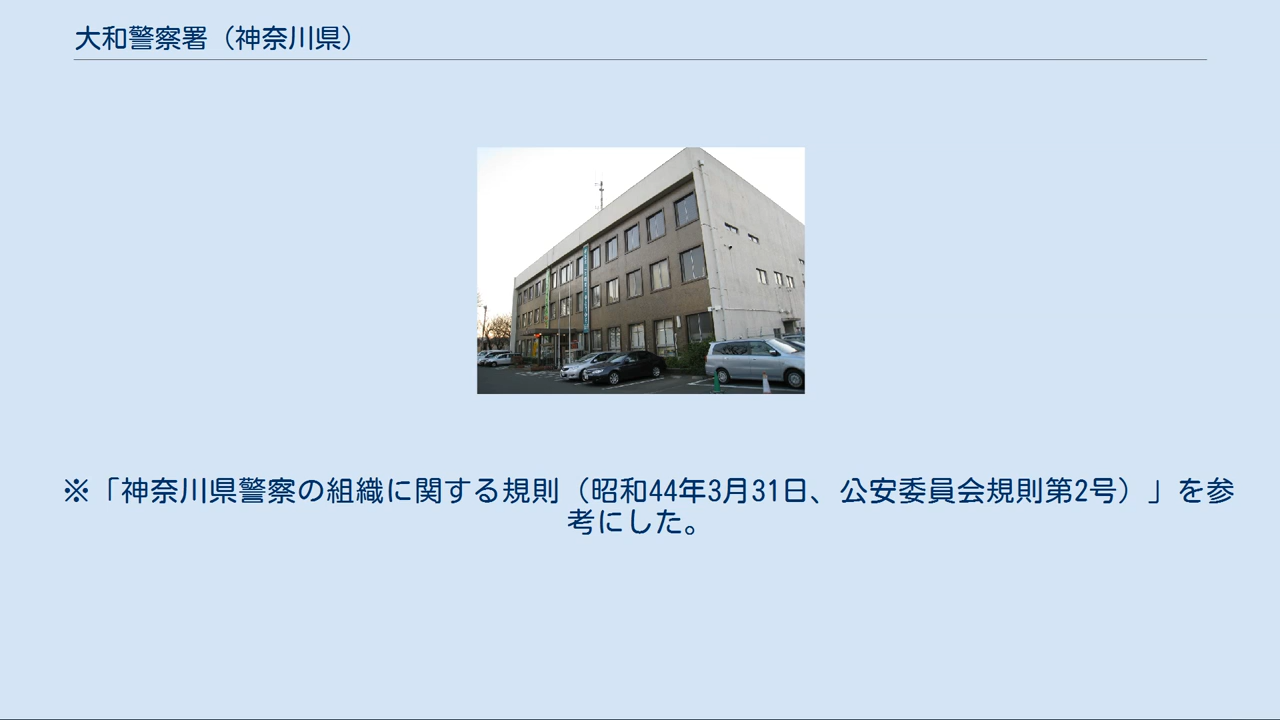 大和警察署（神奈川県）
※「神奈川県警察の組織に関する規則（昭和44年3月31日、公安委員会規則第2号）」を参
考にした。